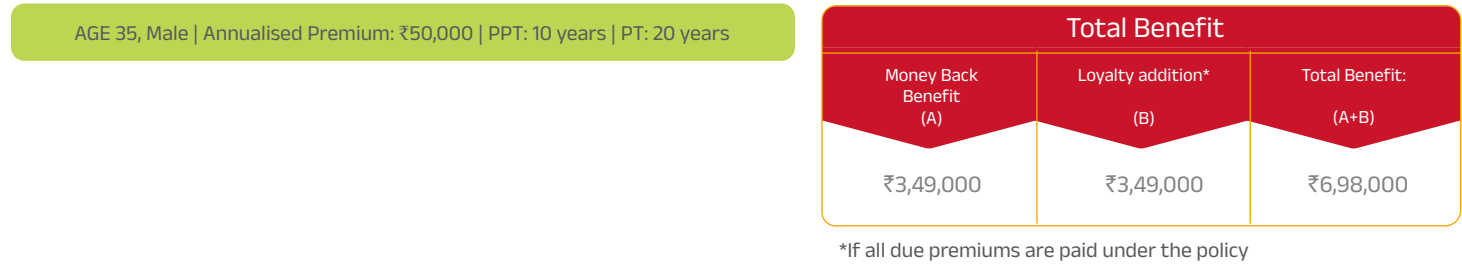 AGE 35, Male | Annualised Premium: ₹50,000 | PPT: 10 years | PT: 20 years
Total Benefit
Money Back
Benefit
(A)
Loyalty addition*
(B)
Total Benefit:
(A+B)
₹3,49,000
₹3,49,000
₹6,98,000
*If all due premiums are paid under the policy